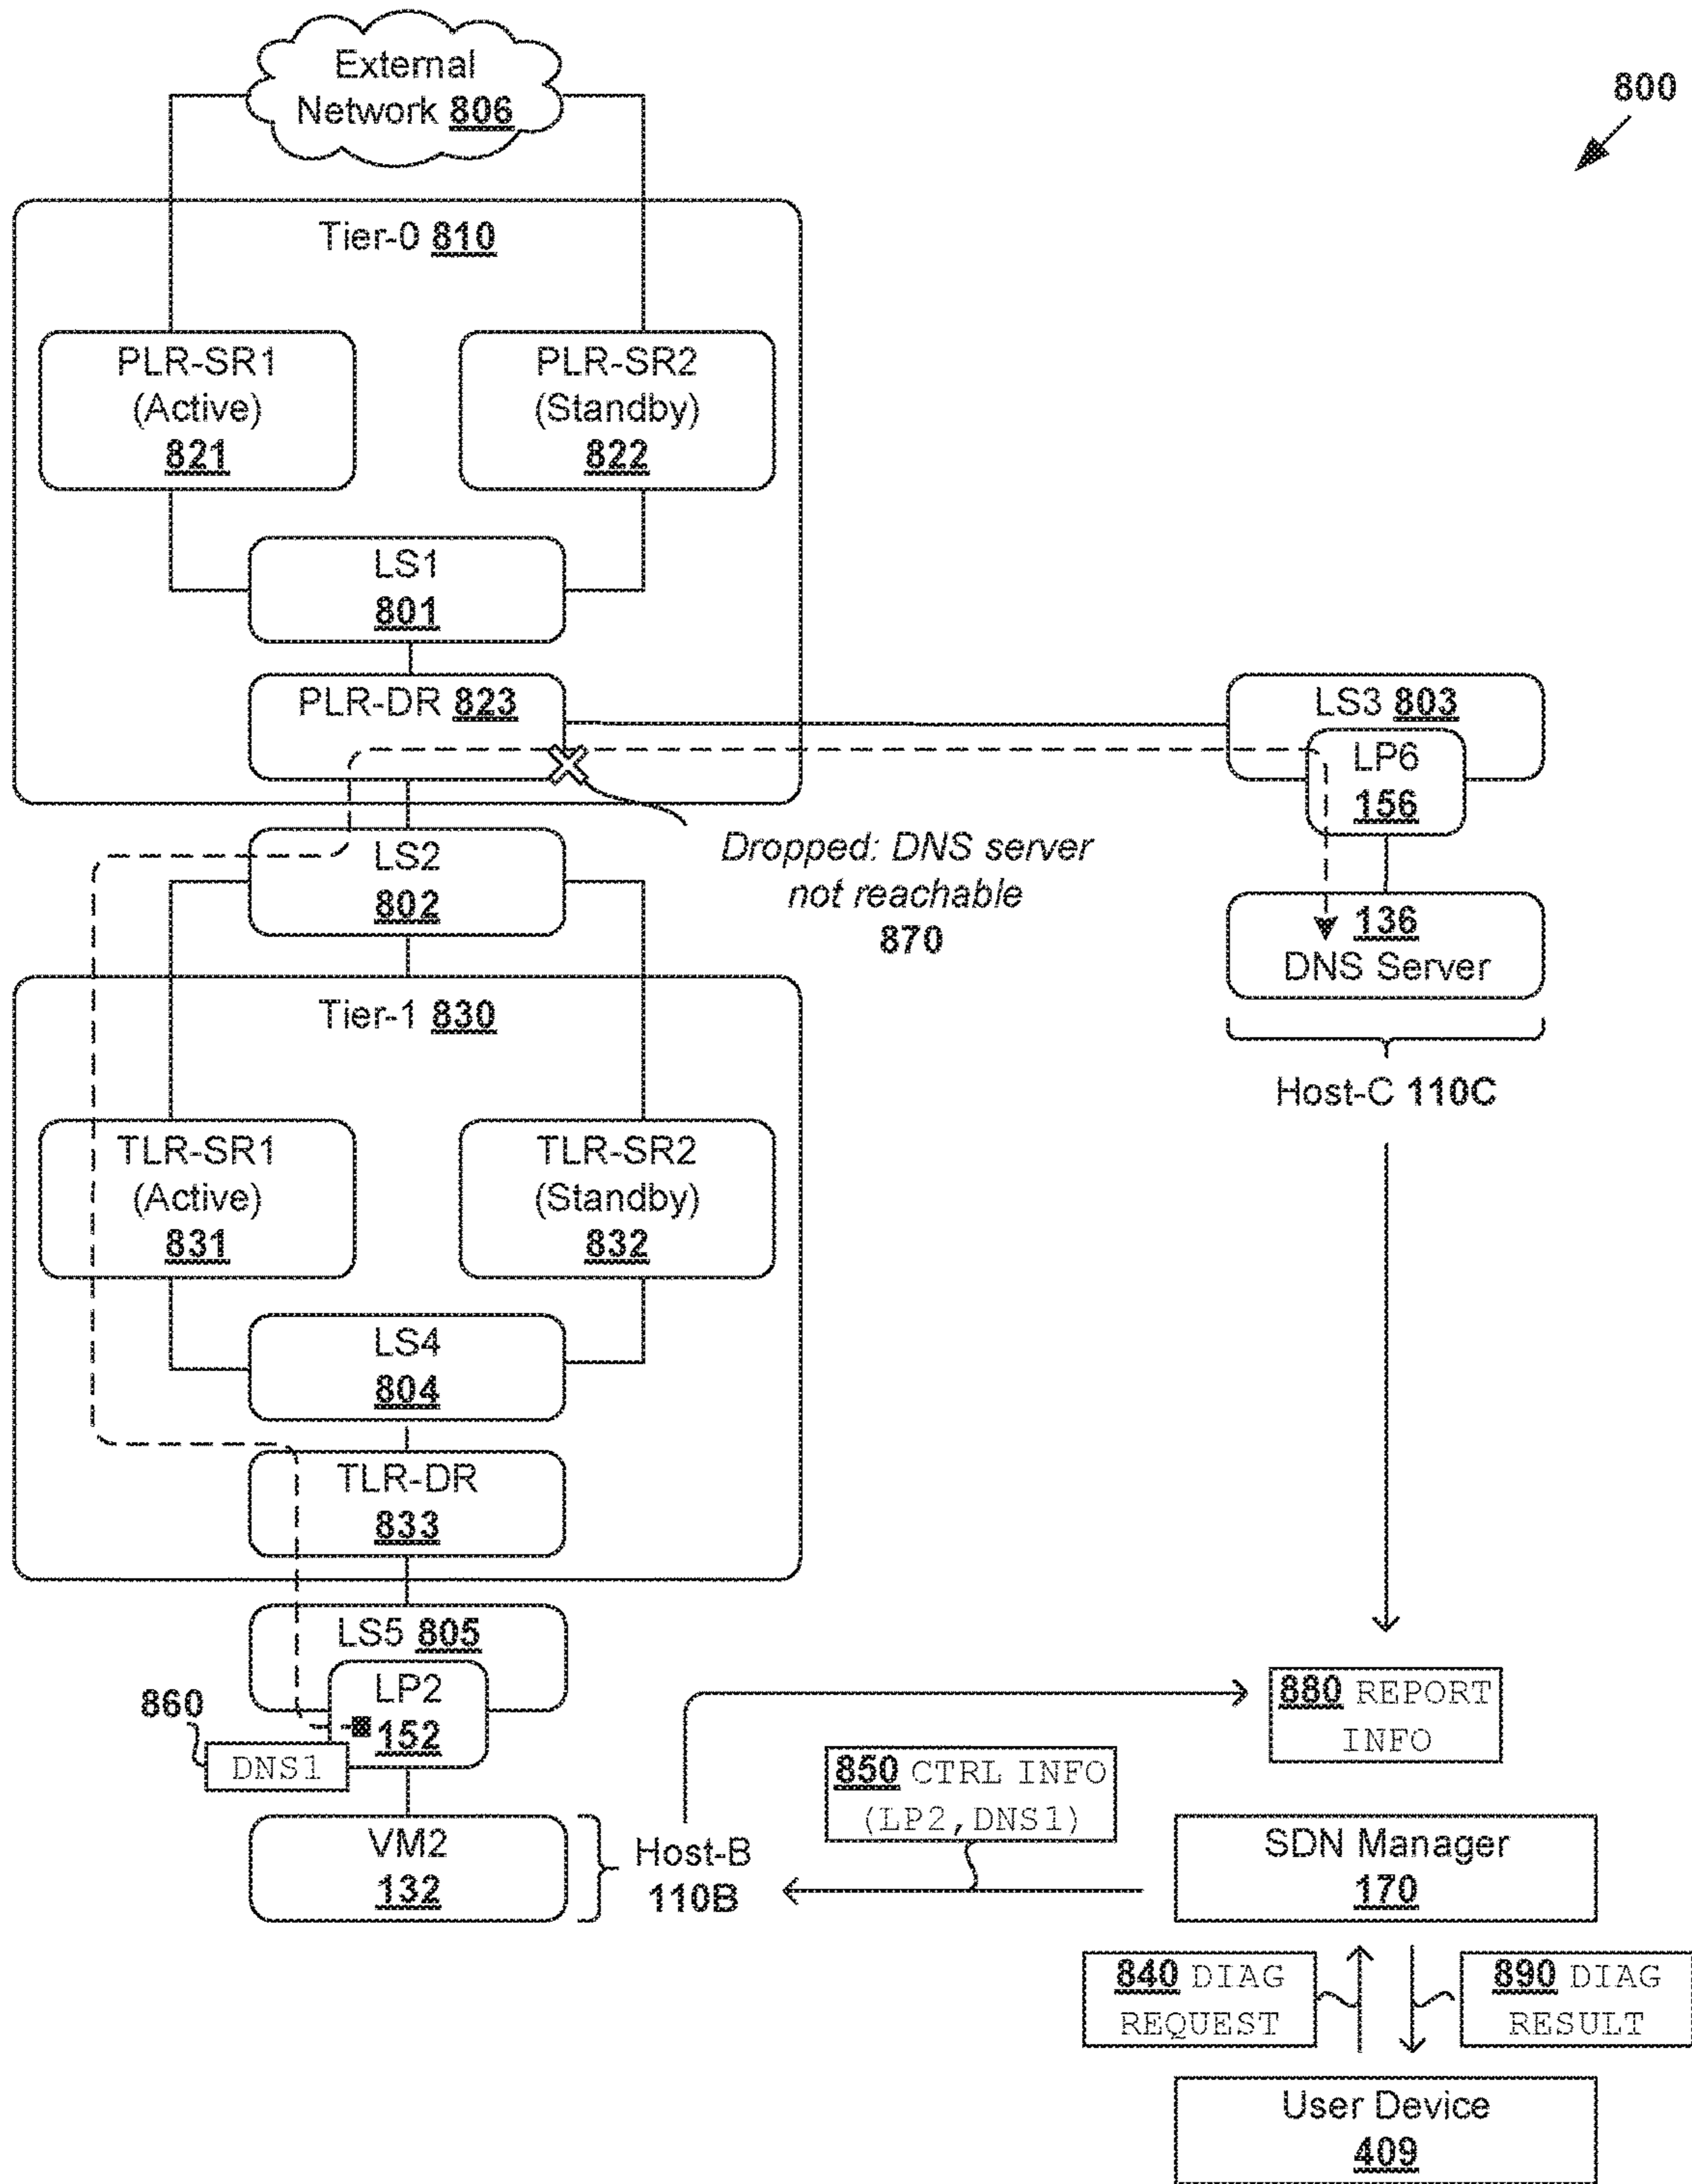 External
Network 806
800
Tier-0 810
PLR-SR1
(Active)
821
PLR-SR2
(Standby)
822
LS1
801
PLR-DR 823
LS3 803
LP6
156
Dropped: DNS server
not reachable
870
LS2
802
136
DNS Server
Host-C 110C
Tier-1 830
TLR-SR1
(Active)
831
TLR-SR2
(Standby)
832
LS4
804
TLR-DR
833
LS5 805
LP2
152
860
DNS1
VM2
132
Host-B
110B
850 CTRL INFO
(LP2,DNS1)
880 REPORT
INFO
SDN Manager
170
840 DIAG
REQUEST
890 DIAG
RESULT
User Device
409